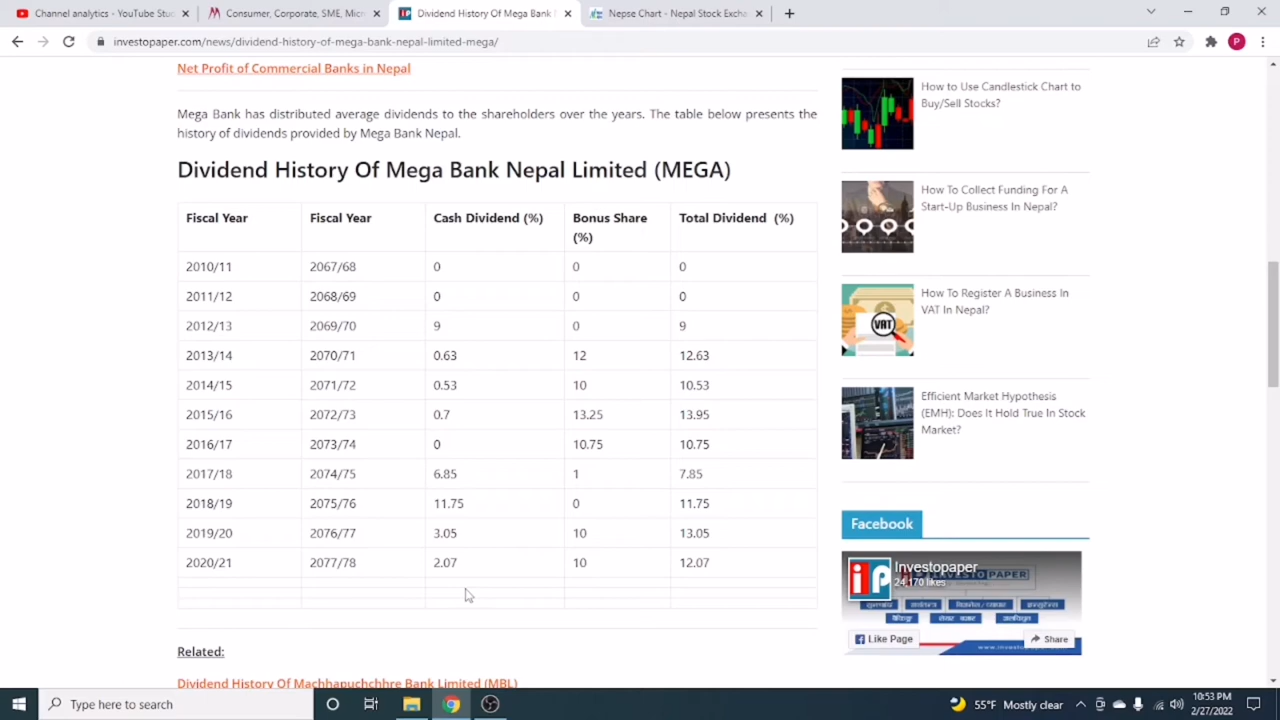 Channel analytics - YouTube Stu
Consumer, Corporate, SME, Micr
Dividend History Of Mega Bank
Nepse Chart - Nepal Stock Excha
investopaper.com/news/dividend-history-of-mega-bank-nepal-limited-mega/
P
Net Profit of Commercial Banks in Nepal
Mega Bank has distributed average dividends to the shareholders over the years. The table below presents the
history of dividends provided by Mega Bank Nepal.
Dividend History Of Mega Bank Nepal Limited (MEGA)
Fiscal Year Fiscal Year Cash Dividend (%) Bonus Share (%) Total Dividend (%)
2010/11 2067/68 0 0 0
2011/12 2068/69 0 0 0
2012/13 2069/70 9 0 9
2013/14 2070/71 0.63 12 12.63
2014/15 2071/72 0.53 10 10.53
2015/16 2072/73 0.7 13.25 13.95
2016/17 2073/74 0 10.75 10.75
2017/18 2074/75 6.85 1 7.85
2018/19 2075/76 11.75 0 11.75
2019/20 2076/77 3.05 10 13.05
2020/21 2077/78 2.07 10 12.07
Related:
Dividend History Of Machhapuchchhre Bank Limited (MBL)
How to Use Candlestick Chart to
Buy/Sell Stocks?
How To Collect Funding For A
Start-Up Business In Nepal?
VAT
How To Register A Business In
VAT In Nepal?
Efficient Market Hypothesis
(EMH): Does It Hold True In Stock
Market?
Facebook
Investopaper
24,170 likes
Like Page
Share
Type here to search
55°F Mostly clear
10:53 PM
2/27/2022